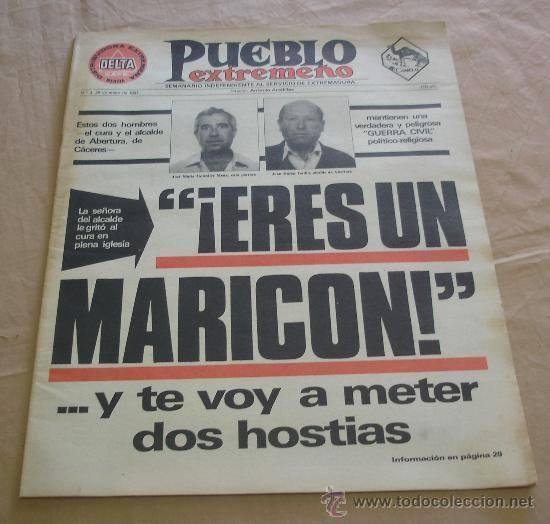 DELTA
CAFE
PUEBLO
extremeño
SEMANARIO INDEPENDIENTE AL SERVICIO DE EXTREMADURA
Estos dos hombres
—el cura y el alcalde
de Abertura, de
Cáceres—
mantienen una
verdadera y peligrosa
"GUERRA CIVIL"
político-religiosa
La señora
del alcalde
le gritó al
cura en
plena iglesia
"¡ERES UN
MARICON!"
...y te voy a meter
dos hostias
Información en página 29
www.todocoleccion.net